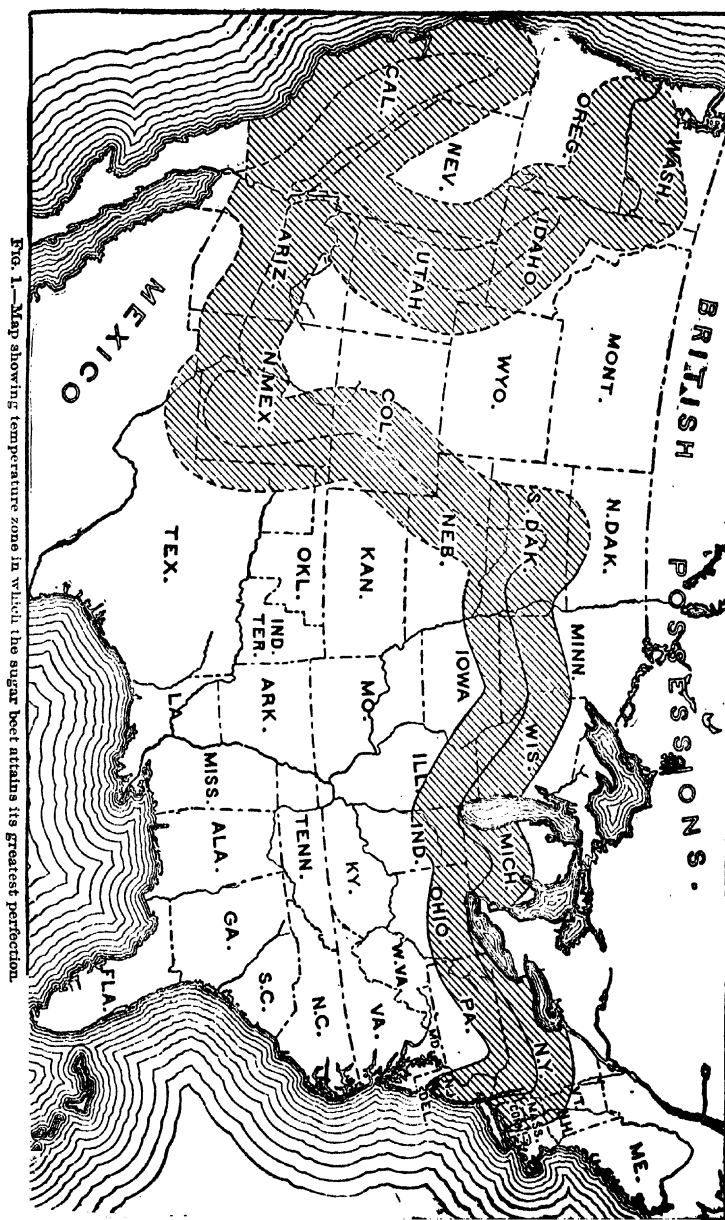 BRITISH POSSESSIONS.
WASH.
OREG.
CAL.
NEV.
IDAHO
UTAH.
ARIZ.
MONT.
WYO.
COL.
N.MEX.
N.DAK.
S.DAK.
NEB.
KAN.
OKL.
IND.
TER.
TEX.
MINN.
IOWA
MO.
ARK.
LA.
WIS.
ILL.
MICH.
IND.
OHIO
KY.
TENN.
MISS.
ALA.
GA.
FLA.
S.C.
N.C.
VA.
W.VA.
PA.
MD.
DEL.
N.Y.
MASS.
ME.
MEXICO
FIG. 1.—Map showing temperature zone in which the sugar beet attains its greatest perfection.